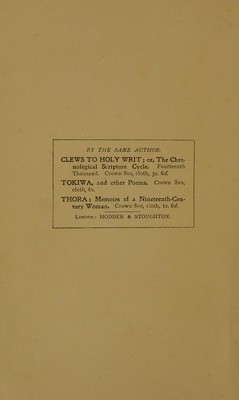 BY THE SAME AUTHOR.
CLEWS TO HOLY WRIT; or, The Chro-
nological Scripture Cycle. Fourteenth
Thousand. Crown 8vo, cloth, 3s. 6d.
TOKIWA, and other Poems. Crown 8vo,
cloth, 6s.
THORA: Memoirs of a Nineteenth-Cen-
tury Woman. Crown 8vo, cloth, 1s. 6d.
London: HODDER & STOUGHTON.